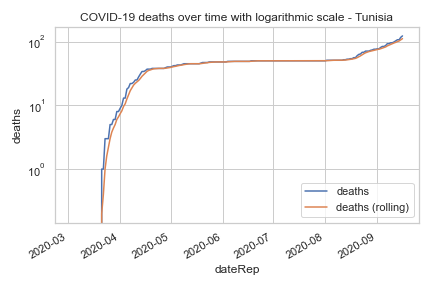 COVID-19 deaths over time with logarithmic scale - Tunisia
10²
10¹
10⁰
deaths
deaths
deaths (rolling)
2020-03
2020-04
2020-05
2020-06
2020-07
2020-08
2020-09
dateRep